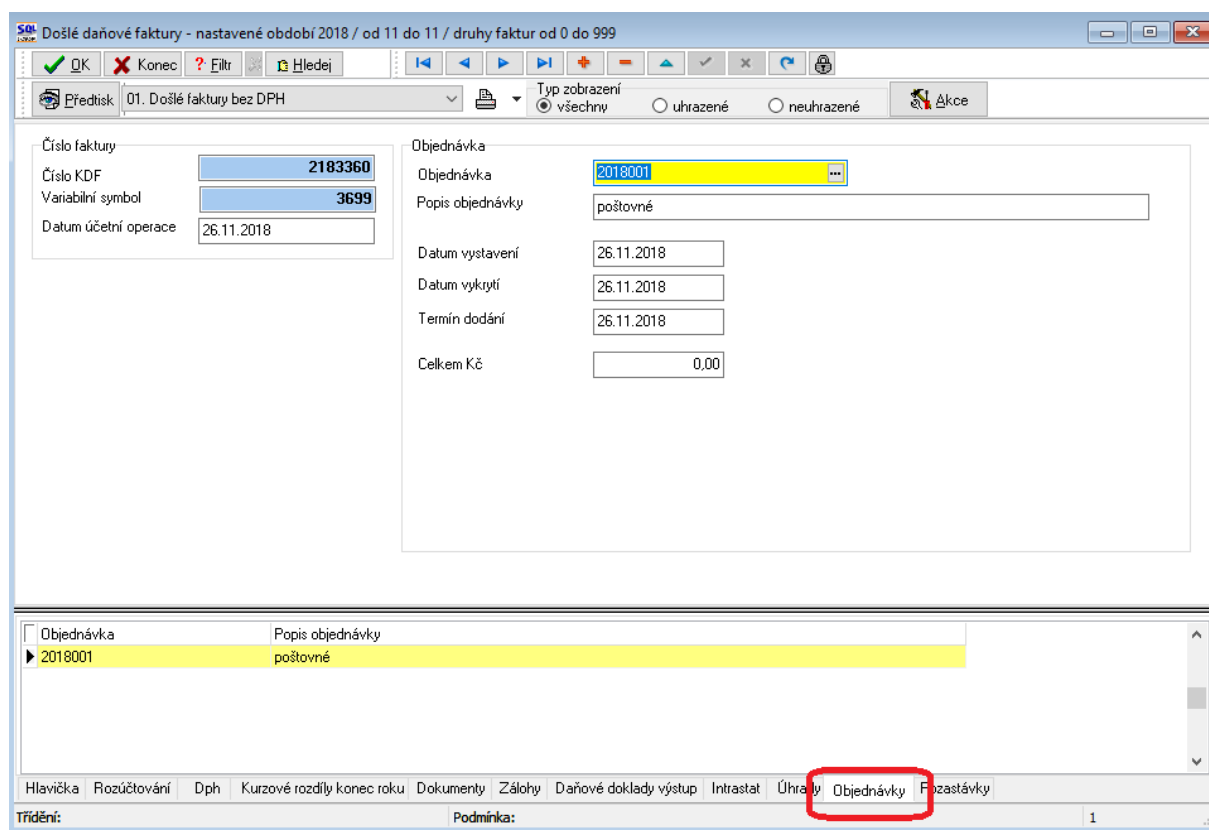 Došlé daňové faktury - nastavené období 2018 / od 11 do 11 / druhy faktur od 0 do 999
OK Konec Filtr Hledej
Předtisk 01. Došlé faktury bez DPH Typ zobrazení
všechny uhrazené neuhrazené Akce
Číslo faktury
Číslo KDF 2183360
Variabilní symbol 3699
Datum účetní operace 26.11.2018
Objednávka
Objednávka 2018001 ...
Popis objednávky poštovné
Datum vystavení 26.11.2018
Datum vykrytí 26.11.2018
Termín dodání 26.11.2018
Celkem Kč 0,00
Objednávka Popis objednávky
2018001 poštovné
Hlavička Rozúčtování Dph Kurzové rozdíly konec roku Dokumenty Zálohy Daňové doklady výstup Intrastat Úhrady Objednávky Pozastávky
Třídění: Podmínka: 1